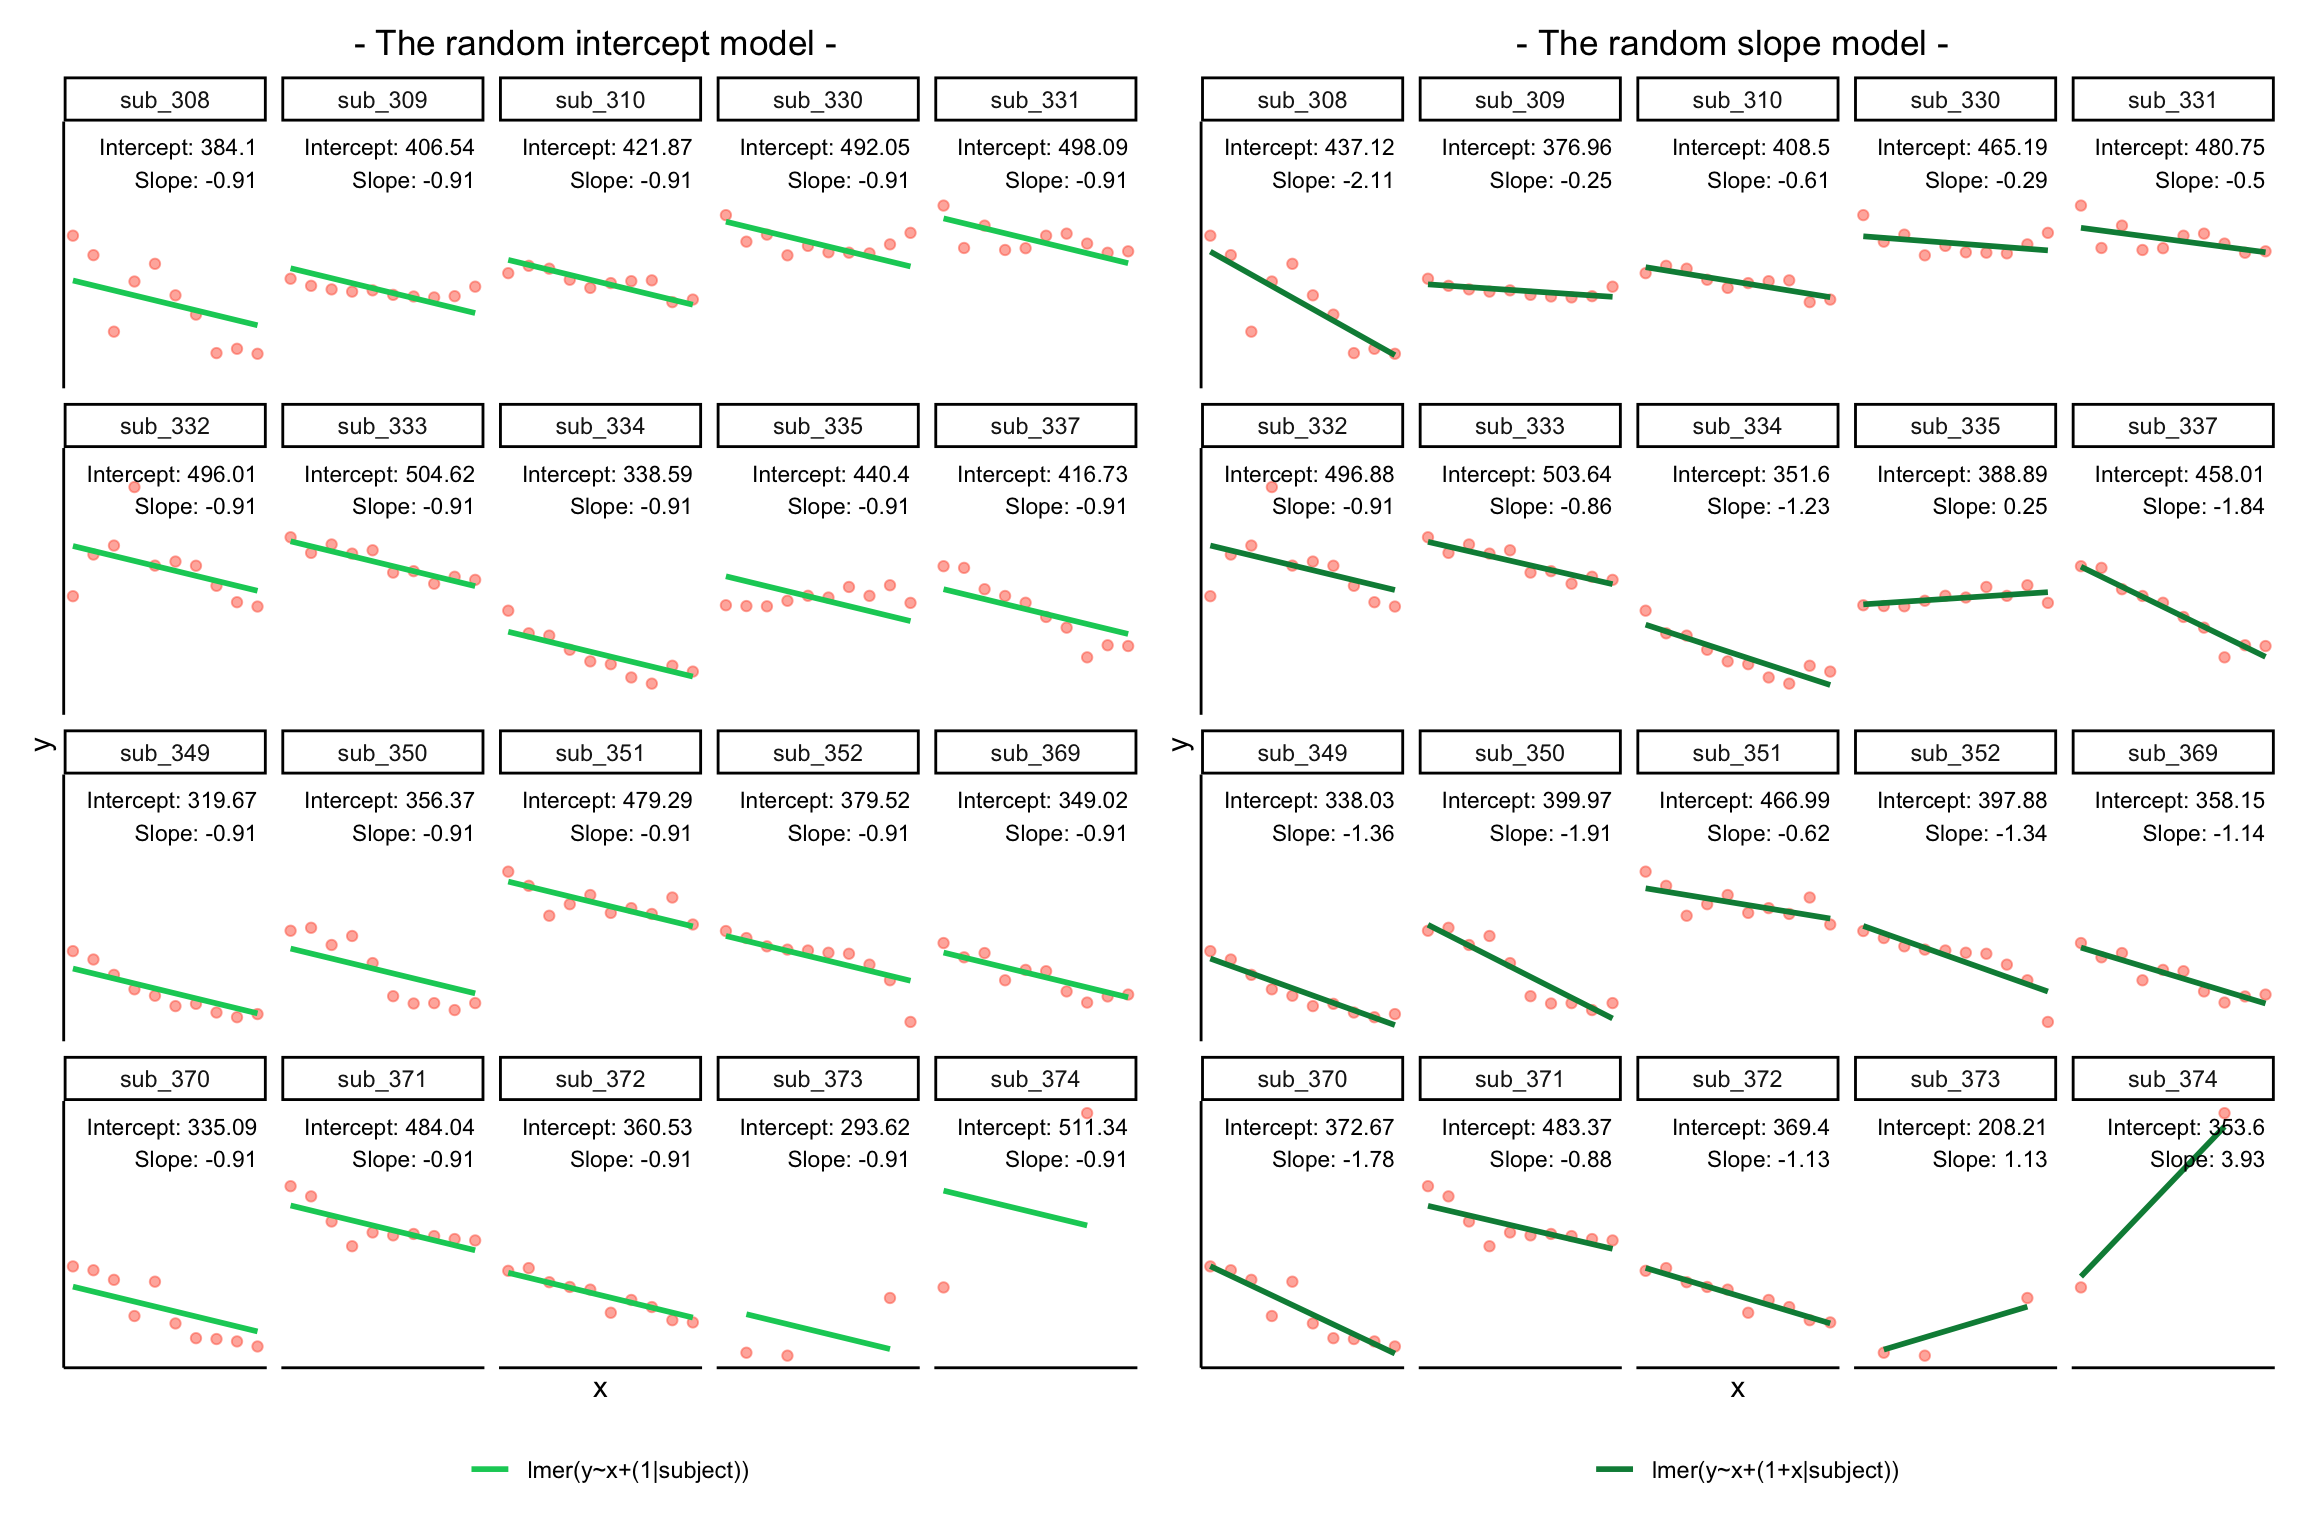 - The random intercept model -
sub_308
sub_309
sub_310
sub_330
sub_331
Intercept: 384.1
Slope: -0.91
Intercept: 406.54
Slope: -0.91
Intercept: 421.87
Slope: -0.91
Intercept: 492.05
Slope: -0.91
Intercept: 498.09
Slope: -0.91
sub_332
sub_333
sub_334
sub_335
sub_337
Intercept: 496.01
Slope: -0.91
Intercept: 504.62
Slope: -0.91
Intercept: 338.59
Slope: -0.91
Intercept: 440.4
Slope: -0.91
Intercept: 416.73
Slope: -0.91
y
sub_349
sub_350
sub_351
sub_352
sub_369
Intercept: 319.67
Slope: -0.91
Intercept: 356.37
Slope: -0.91
Intercept: 479.29
Slope: -0.91
Intercept: 379.52
Slope: -0.91
Intercept: 349.02
Slope: -0.91
sub_370
sub_371
sub_372
sub_373
sub_374
Intercept: 335.09
Slope: -0.91
Intercept: 484.04
Slope: -0.91
Intercept: 360.53
Slope: -0.91
Intercept: 293.62
Slope: -0.91
Intercept: 511.34
Slope: -0.91
x
lmer(y~x+(1|subject))
- The random slope model -
sub_308
sub_309
sub_310
sub_330
sub_331
Intercept: 437.12
Slope: -2.11
Intercept: 376.96
Slope: -0.25
Intercept: 408.5
Slope: -0.61
Intercept: 465.19
Slope: -0.29
Intercept: 480.75
Slope: -0.5
sub_332
sub_333
sub_334
sub_335
sub_337
Intercept: 496.88
Slope: -0.91
Intercept: 503.64
Slope: -0.86
Intercept: 351.6
Slope: -1.23
Intercept: 388.89
Slope: 0.25
Intercept: 458.01
Slope: -1.84
y
sub_349
sub_350
sub_351
sub_352
sub_369
Intercept: 338.03
Slope: -1.36
Intercept: 399.97
Slope: -1.91
Intercept: 466.99
Slope: -0.62
Intercept: 397.88
Slope: -1.34
Intercept: 358.15
Slope: -1.14
sub_370
sub_371
sub_372
sub_373
sub_374
Intercept: 372.67
Slope: -1.78
Intercept: 483.37
Slope: -0.88
Intercept: 369.4
Slope: -1.13
Intercept: 208.21
Slope: 1.13
Intercept: 353.6
Slope: 3.93
x
lmer(y~x+(1+x|subject))